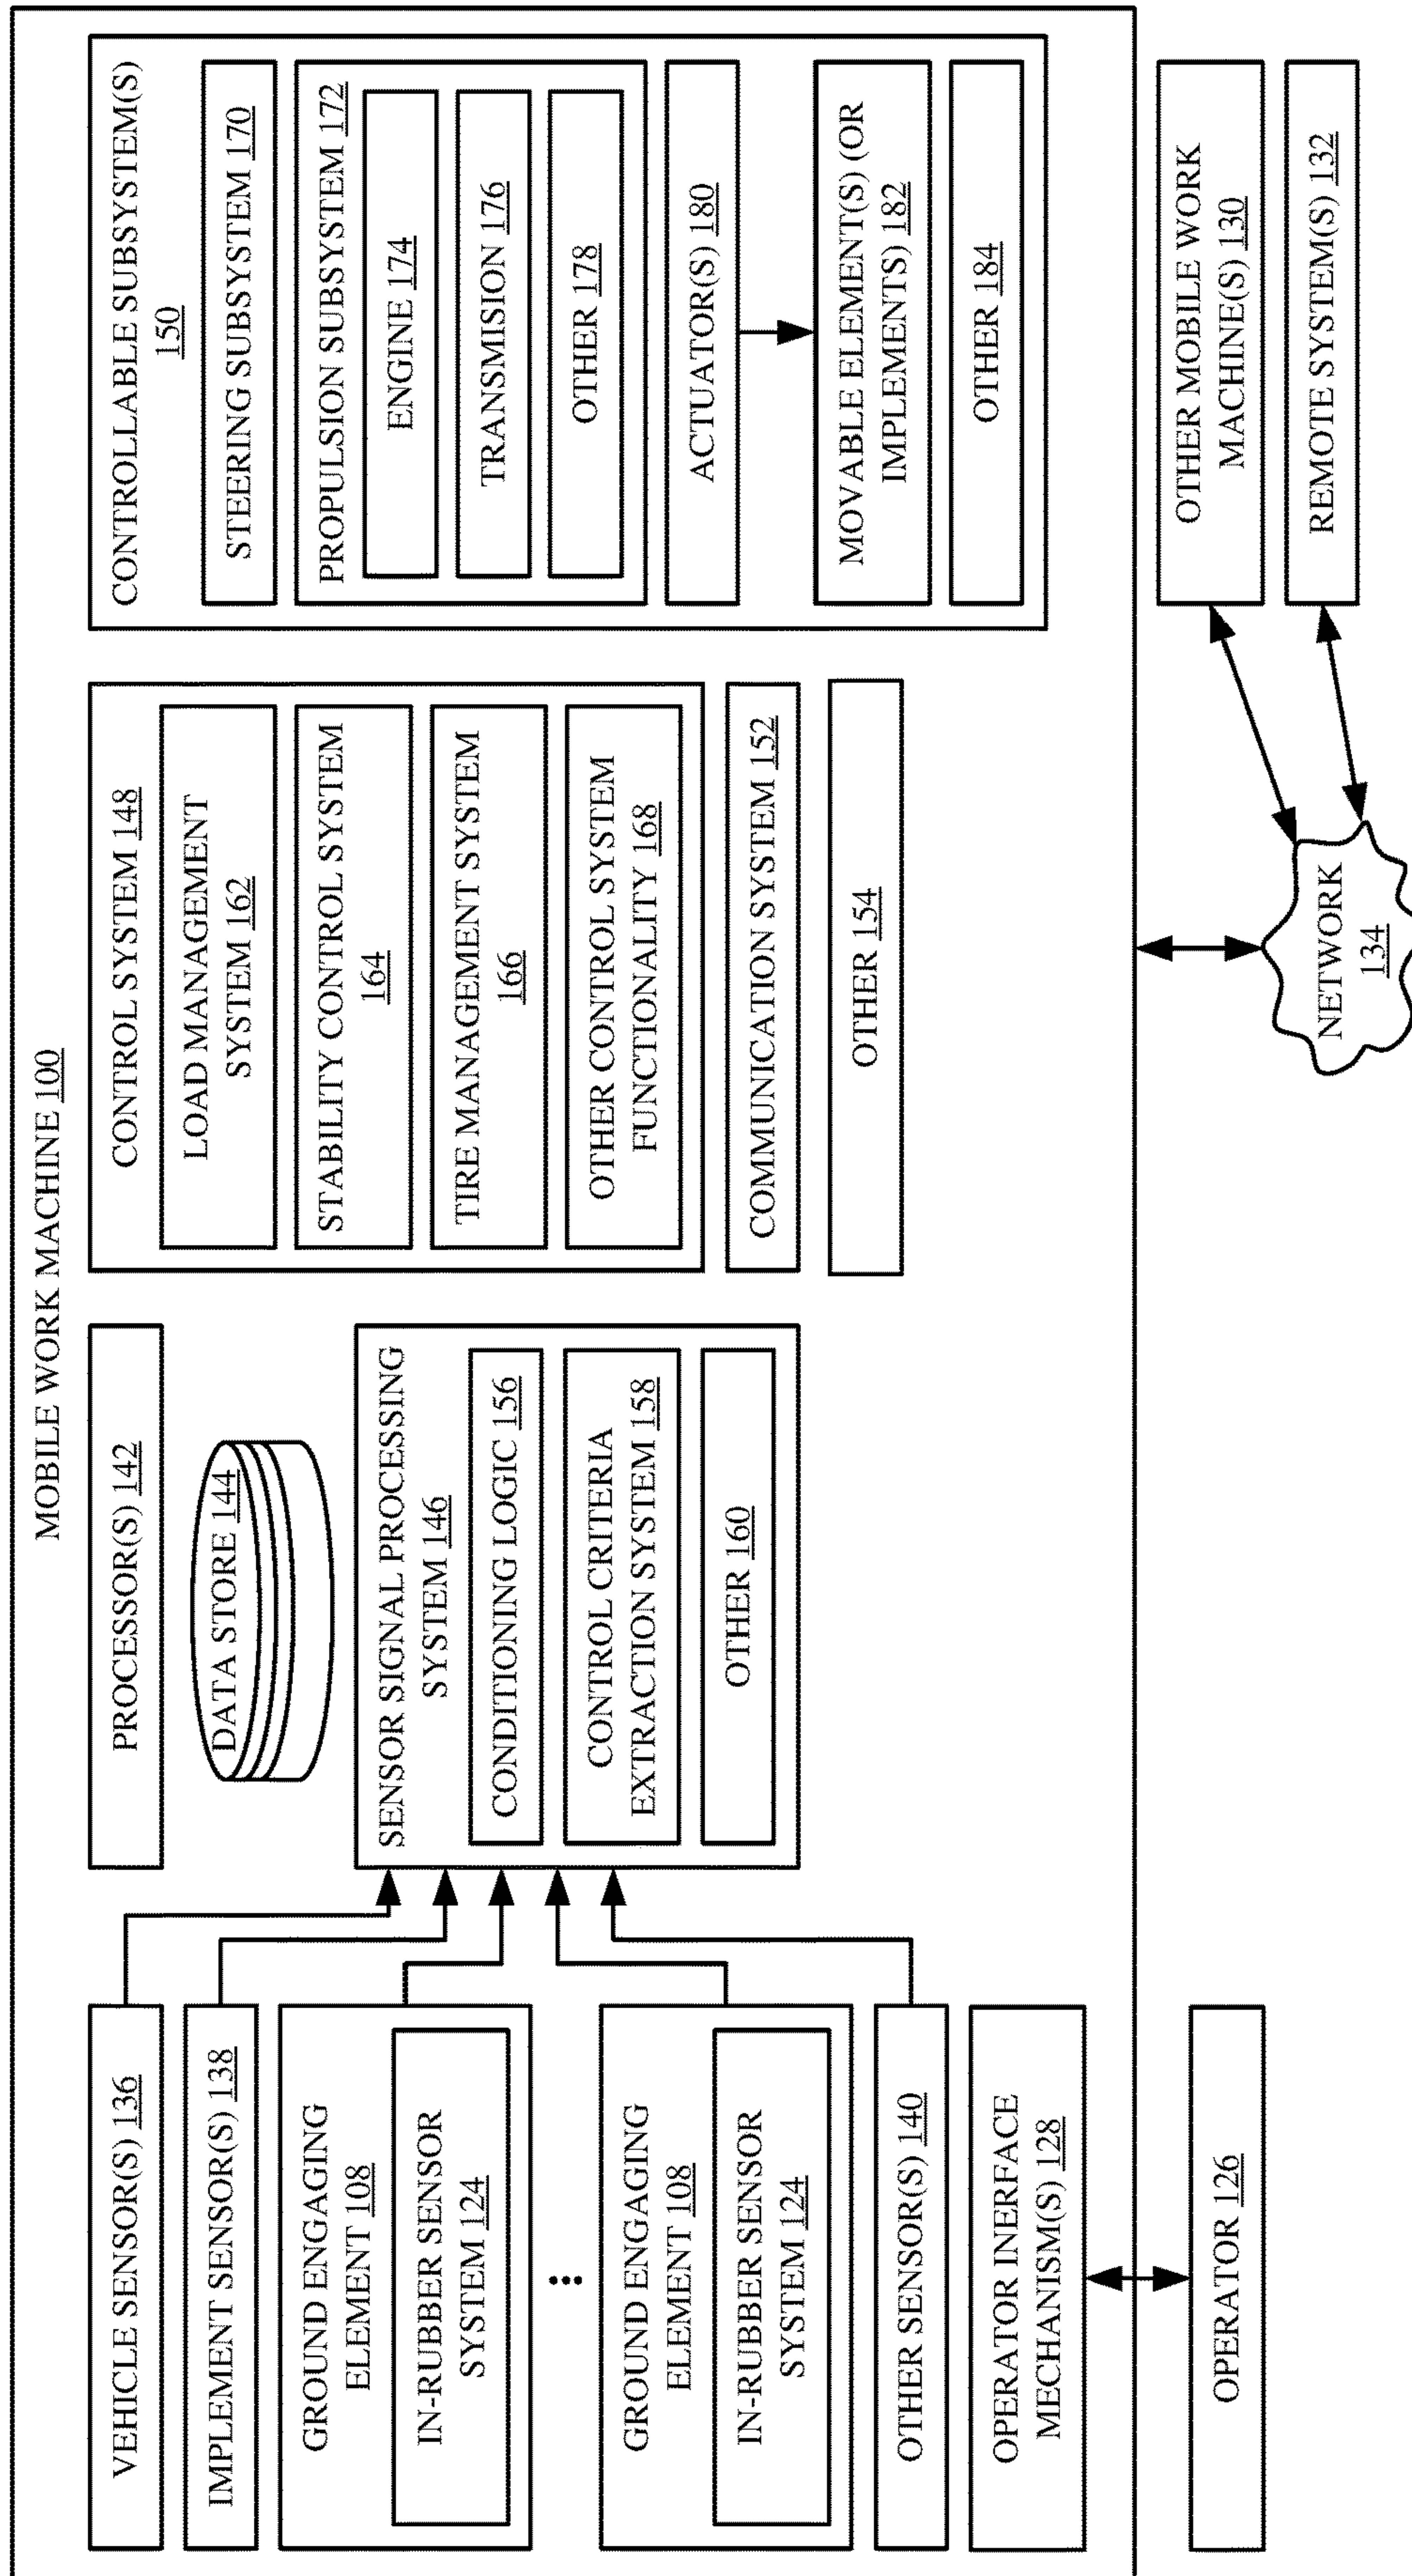 MOBILE WORK MACHINE 100
VEHICLE SENSOR(S) 136
IMPLEMENT SENSOR(S) 138
GROUND ENGAGING
ELEMENT 108
IN-RUBBER SENSOR
SYSTEM 124
•••
GROUND ENGAGING
ELEMENT 108
IN-RUBBER SENSOR
SYSTEM 124
OTHER SENSOR(S) 140
OPERATOR INERFACE
MECHANISM(S) 128
OPERATOR 126
PROCESSOR(S) 142
DATA STORE 144
SENSOR SIGNAL PROCESSING
SYSTEM 146
CONDITIONING LOGIC 156
CONTROL CRITERIA
EXTRACTION SYSTEM 158
OTHER 160
CONTROL SYSTEM 148
LOAD MANAGEMENT
SYSTEM 162
STABILITY CONTROL SYSTEM
164
TIRE MANAGEMENT SYSTEM
166
OTHER CONTROL SYSTEM
FUNCTIONALITY 168
COMMUNICATION SYSTEM 152
OTHER 154
CONTROLLABLE SUBSYSTEM(S)
150
STEERING SUBSYSTEM 170
PROPULSION SUBSYSTEM 172
ENGINE 174
TRANSMISION 176
OTHER 178
ACTUATOR(S) 180
MOVABLE ELEMENT(S) (OR
IMPLEMENTS) 182
OTHER 184
NETWORK
134
OTHER MOBILE WORK
MACHINE(S) 130
REMOTE SYSTEM(S) 132